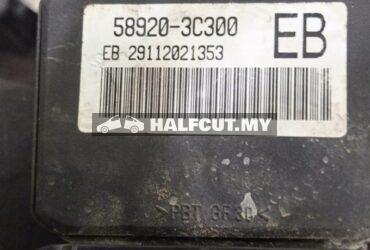 58920-3C300 EB
EB 29112021353
HALFCUT.MY
>PBT GF30<